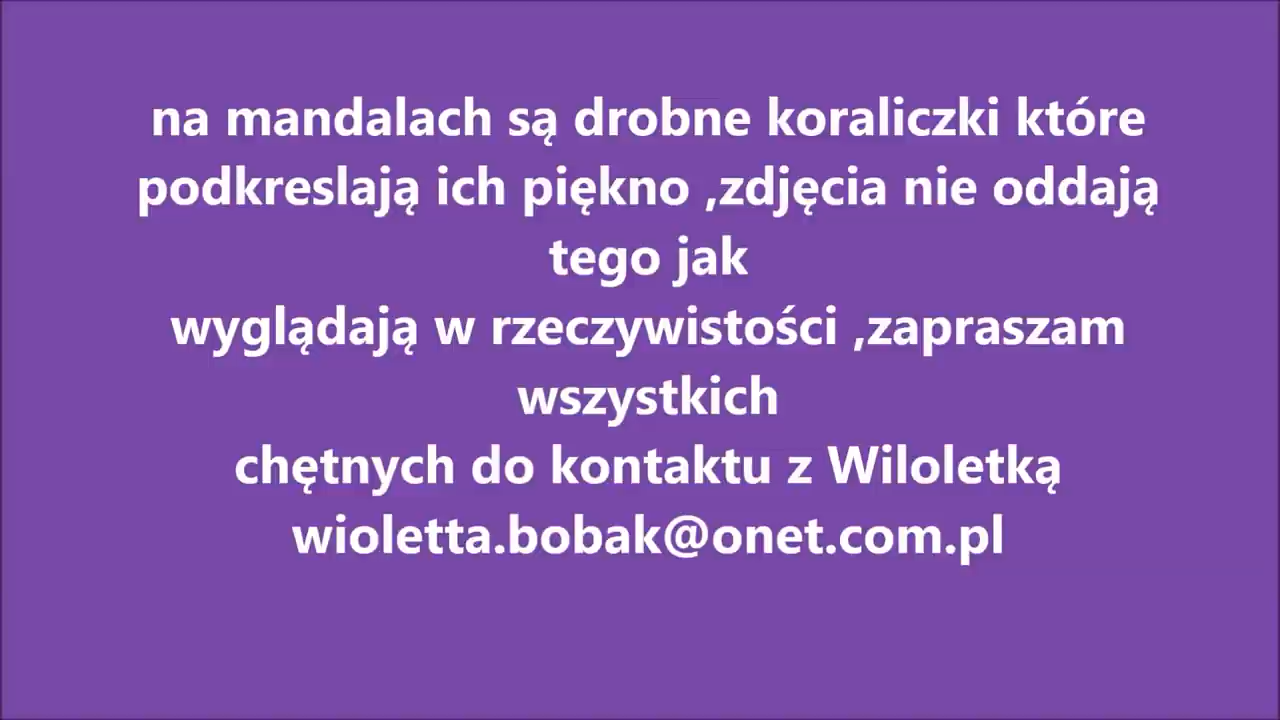 na mandalach są drobne koraliczki które
podkreslają ich piękno ,zdjęcia nie oddają
tego jak
wyglądają w rzeczywistości ,zapraszam
wszystkich
chętnych do kontaktu z Wiloletką
wioletta.bobak@onet.com.pl